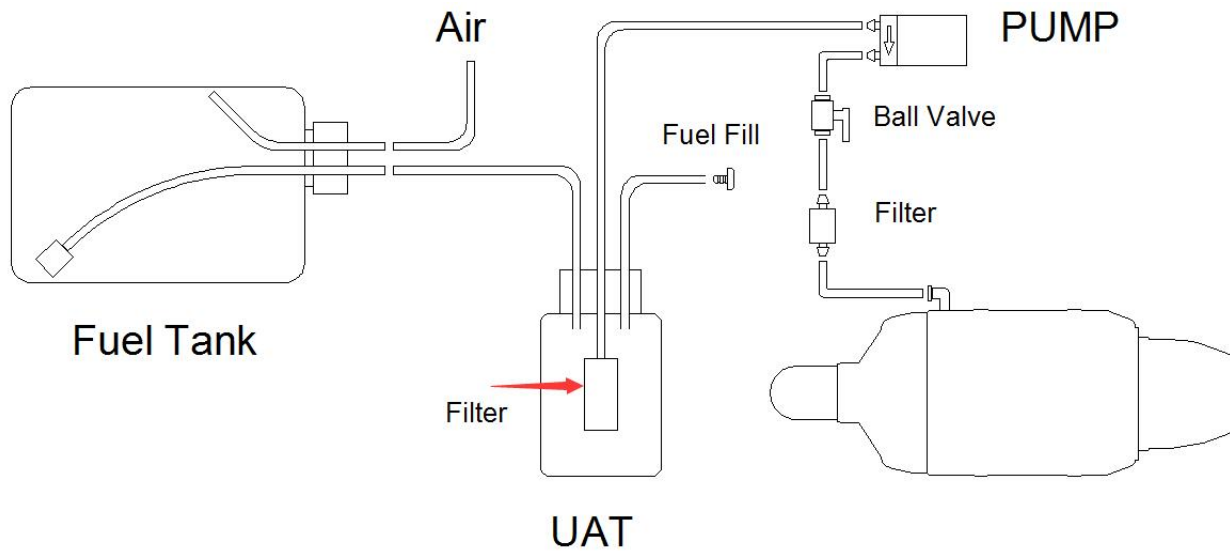 Air
PUMP
Ball Valve
Fuel Fill
Filter
Fuel Tank
Filter
UAT